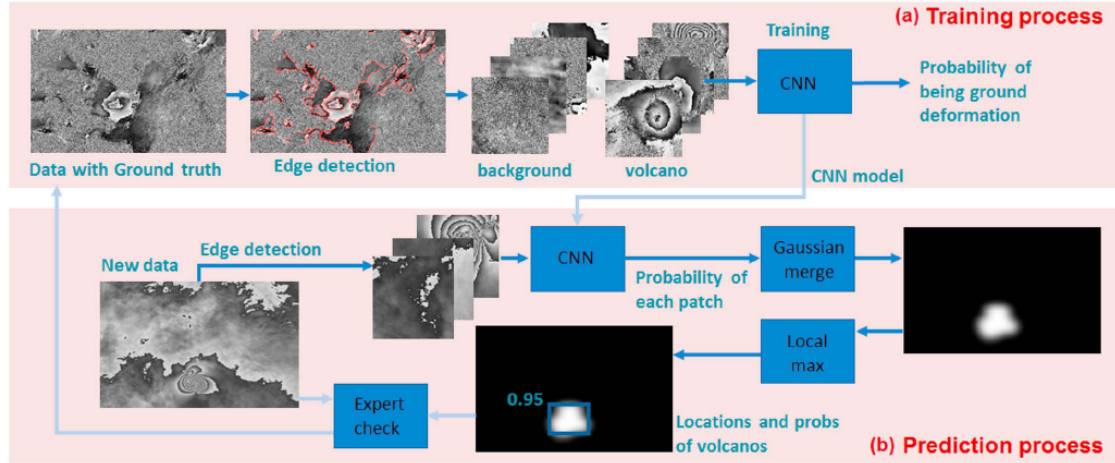 (a) Training process
Training
CNN
Probability of
being ground
deformation
Data with Ground truth
Edge detection
background
volcano
CNN model
New data
Edge detection
CNN
Probability of
each patch
Gaussian
merge
Local
max
0.95
Locations and probs
of volcanos
Expert
check
(b) Prediction process